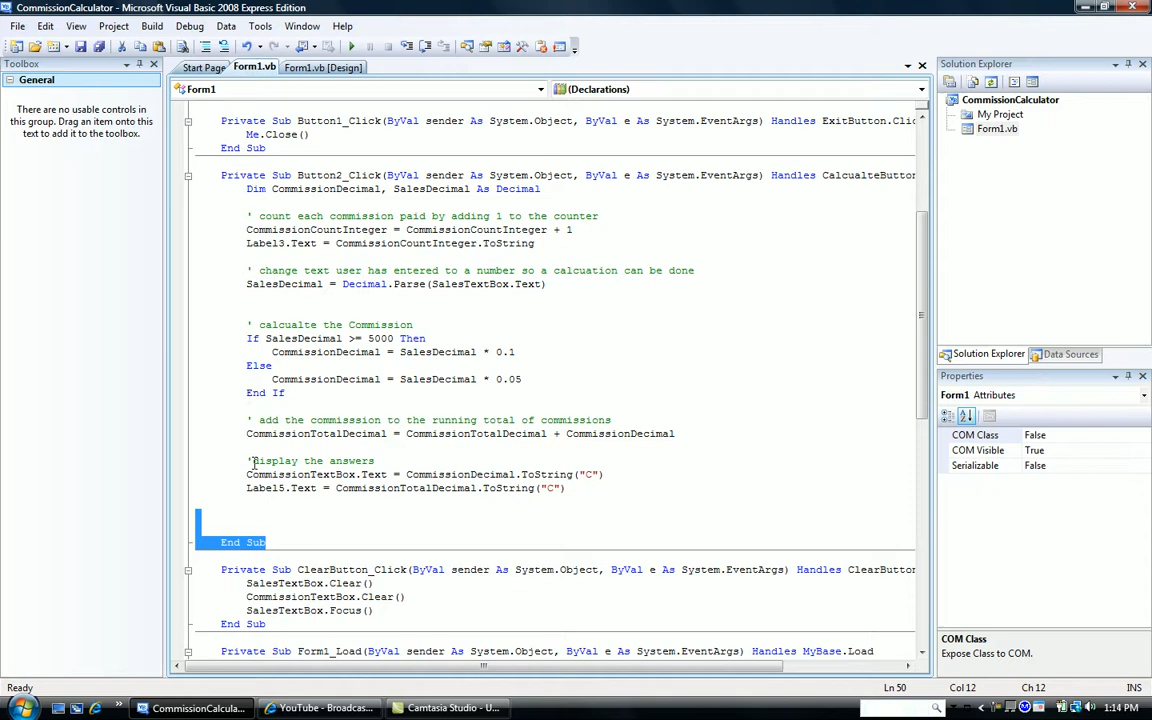 CommissionCalculator - Microsoft Visual Basic 2008 Express Edition
File Edit View Project Build Debug Data Tools Window Help
Toolbox
General
There are no usable controls in
this group. Drag an item onto this
text to add it to the toolbox.
Start Page Form1.vb Form1.vb [Design]
Form1 (Declarations)
Private Sub Button1_Click(ByVal sender As System.Object, ByVal e As System.EventArgs) Handles ExitButton.Clic
Me.Close()
End Sub
Private Sub Button2_Click(ByVal sender As System.Object, ByVal e As System.EventArgs) Handles CalcualteButton
Dim CommissionDecimal, SalesDecimal As Decimal
' count each commission paid by adding 1 to the counter
CommissionCountInteger = CommissionCountInteger + 1
Label3.Text = CommissionCountInteger.ToString
' change text user has entered to a number so a calcuation can be done
SalesDecimal = Decimal.Parse(SalesTextBox.Text)
' calcualte the Commission
If SalesDecimal >= 5000 Then
CommissionDecimal = SalesDecimal * 0.1
Else
CommissionDecimal = SalesDecimal * 0.05
End If
' add the commisssion to the running total of commissions
CommissionTotalDecimal = CommissionTotalDecimal + CommissionDecimal
'display the answers
CommissionTextBox.Text = CommissionDecimal.ToString("C")
Label5.Text = CommissionTotalDecimal.ToString("C")
End Sub
Private Sub ClearButton_Click(ByVal sender As System.Object, ByVal e As System.EventArgs) Handles ClearButton
SalesTextBox.Clear()
CommissionTextBox.Clear()
SalesTextBox.Focus()
End Sub
Private Sub Form1_Load(ByVal sender As System.Object, ByVal e As System.EventArgs) Handles MyBase.Load
Solution Explorer
CommissionCalculator
My Project
Form1.vb
Solution Explorer Data Sources
Properties
Form1 Attributes
COM Class False
COM Visible True
Serializable False
COM Class
Expose Class to COM.
Ready Ln 50 Col 12 Ch 12 INS
CommissionCalcula... YouTube - Broadcas... Camtasia Studio - U... 1:14 PM